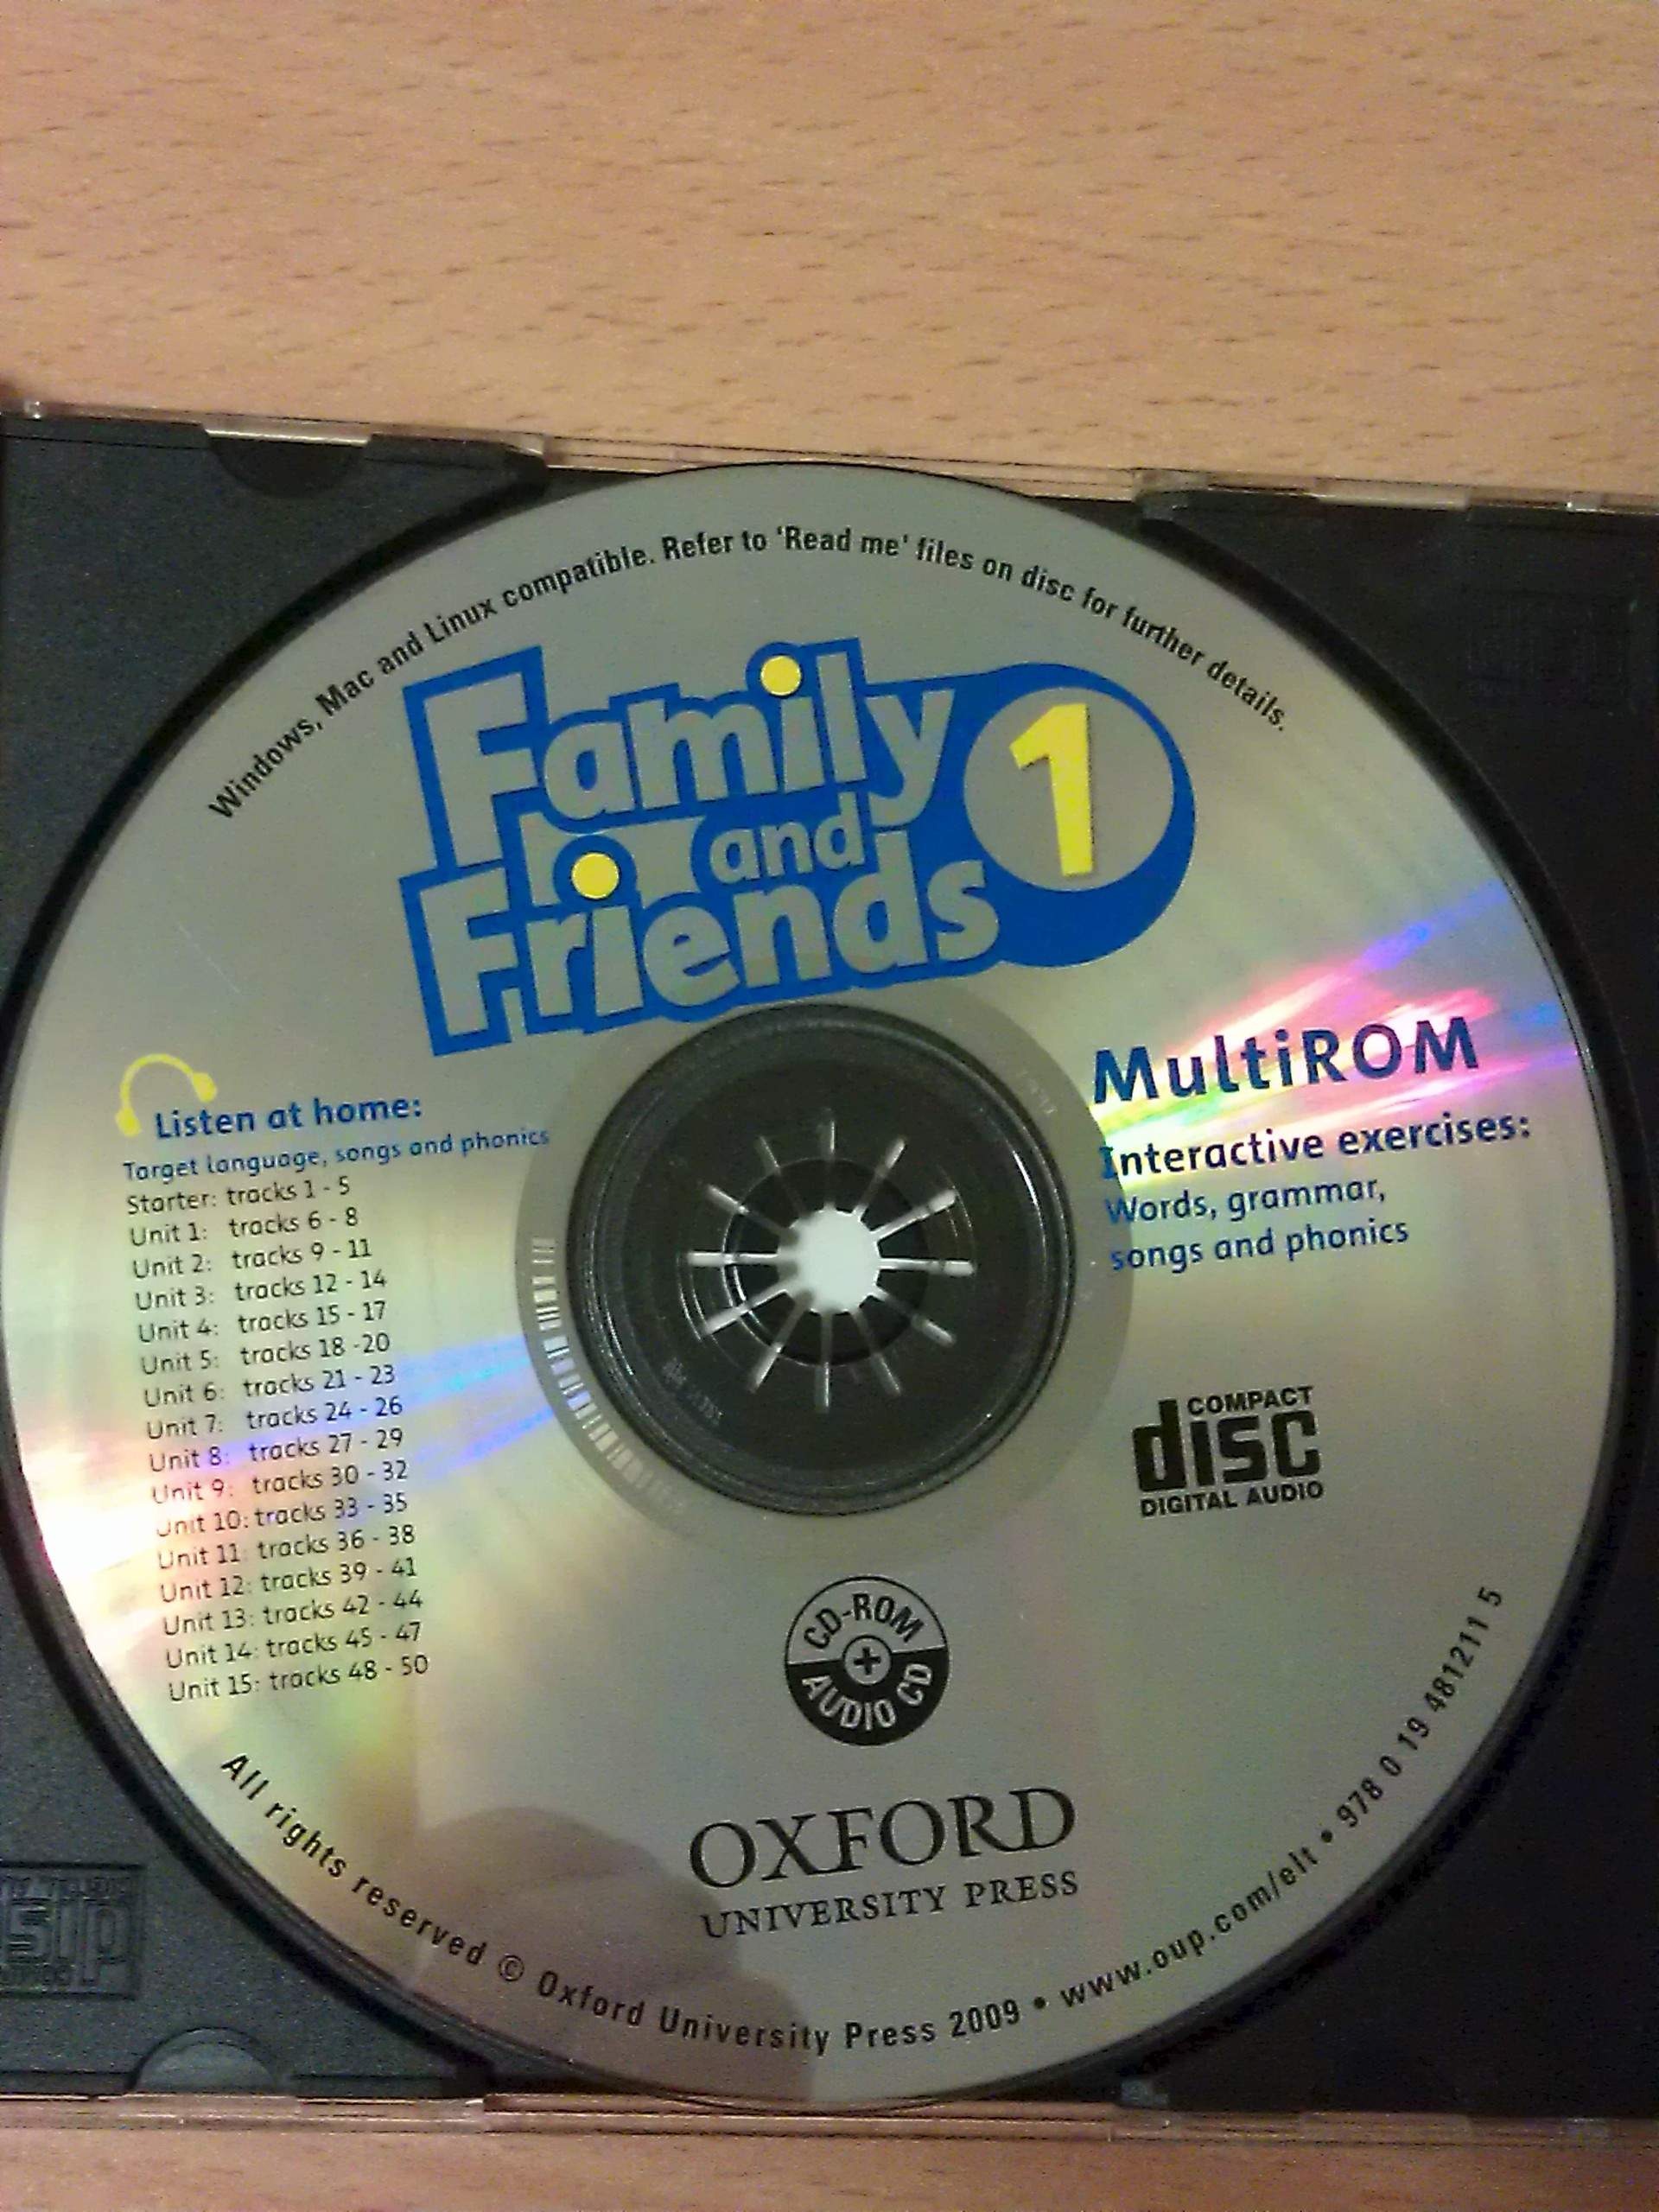 Windows, Mac and Linux compatible. Refer to 'Read me' files on disc for further details.
Family
and
Friends
1
MultiROM
Interactive exercises:
Words, grammar,
songs and phonics
Listen at home:
Target language, songs and phonics
Starter: tracks 1 - 5
Unit 1: tracks 6 - 8
Unit 2: tracks 9 - 11
Unit 3: tracks 12 - 14
Unit 4: tracks 15 - 17
Unit 5: tracks 18 -20
Unit 6: tracks 21 - 23
Unit 7: tracks 24 - 26
Unit 8: tracks 27 - 29
Unit 9: tracks 30 - 32
Unit 10: tracks 33 - 35
Unit 11: tracks 36 - 38
Unit 12: tracks 39 - 41
Unit 13: tracks 42 - 44
Unit 14: tracks 45 - 47
Unit 15: tracks 48 - 50
COMPACT
disc
DIGITAL AUDIO
CD-ROM
+
AUDIO CD
OXFORD
UNIVERSITY PRESS
All rights reserved © Oxford University Press 2009 • www.oup.com/elt • 978 0 19 481211 5